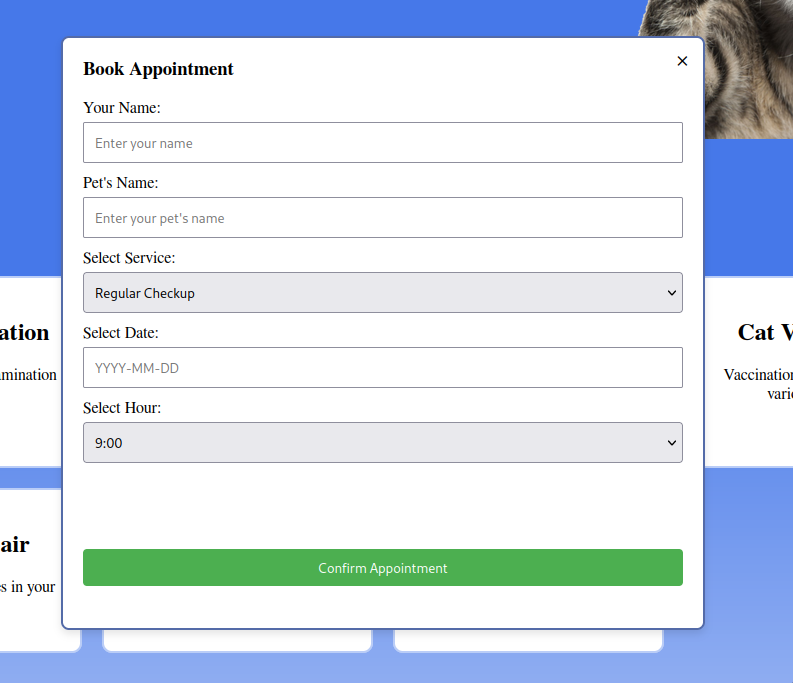 Book Appointment
×
Your Name:
Enter your name
Pet's Name:
Enter your pet's name
Select Service:
Regular Checkup
Select Date:
YYYY-MM-DD
Select Hour:
9:00
Confirm Appointment
ation
mination
air
s in your
Cat V
Vaccination
vari